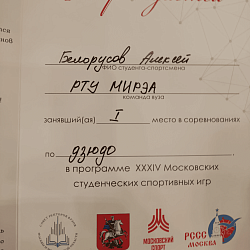 Белорусов Алексей
ФИО студента-спортсмена
РТУ МИРЭА
команда вуза
занявший(ая) I место в соревнованиях
по дзюдо
в программе XXXIV Московских
студенческих спортивных игр
МОСКОВСКИЙ
СПОРТ
РССС
МОСКВА